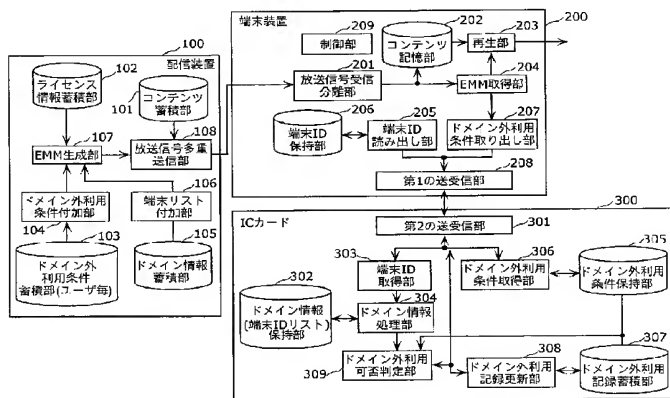 100
配信装置
102
ライセンス
情報蓄積部
101
コンテンツ
蓄積部
107
EMM生成部
108
放送信号多重
送信部
ドメイン外利用
条件付加部
104
106
端末リスト
付加部
103
ドメイン外
利用条件
蓄積部(ユーザ毎)
105
ドメイン情報
蓄積部
200
端末装置
209
制御部
202
コンテンツ
記憶部
203
再生部
201
放送信号受信
分離部
204
EMM取得部
206
端末ID
保持部
205
端末ID
読み出し部
207
ドメイン外利用
条件取り出し部
208
第1の送受信部
300
ICカード
第2の送受信部
301
303
端末ID
取得部
306
ドメイン外利用
条件取得部
305
ドメイン外利用
条件保持部
302
ドメイン情報
(端末IDリスト)
保持部
304
ドメイン情報
処理部
309
ドメイン外利用
可否判定部
308
ドメイン外利用
記録更新部
307
ドメイン外利用
記録蓄積部